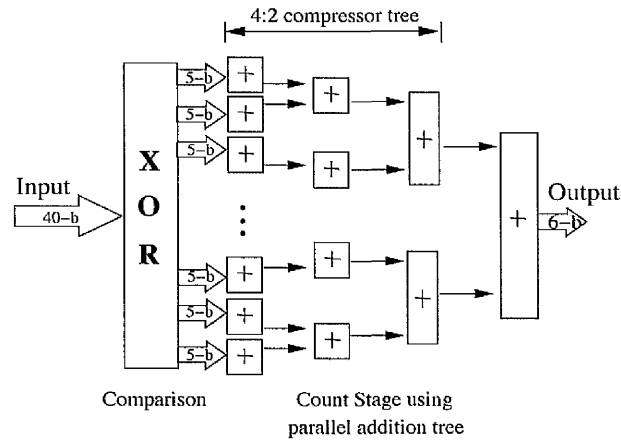 4:2 compressor tree
5-b +
5-b + +
5-b + + +
X
O
R
Input
40-b
+
Output
6-b
5-b + + +
5-b +
5-b + +
Comparison
Count Stage using
parallel addition tree